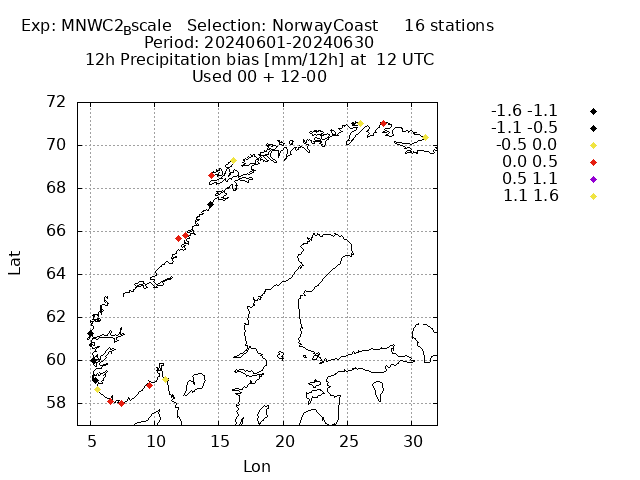 Exp: MNWC2Bscale Selection: NorwayCoast 16 stations
Period: 20240601-20240630
12h Precipitation bias [mm/12h] at 12 UTC
Used 00 + 12-00
-1.6 -1.1
-1.1 -0.5
-0.5 0.0
0.0 0.5
0.5 1.1
1.1 1.6
72
70
68
66
64
62
60
58
Lat
5 10 15 20 25 30
Lon